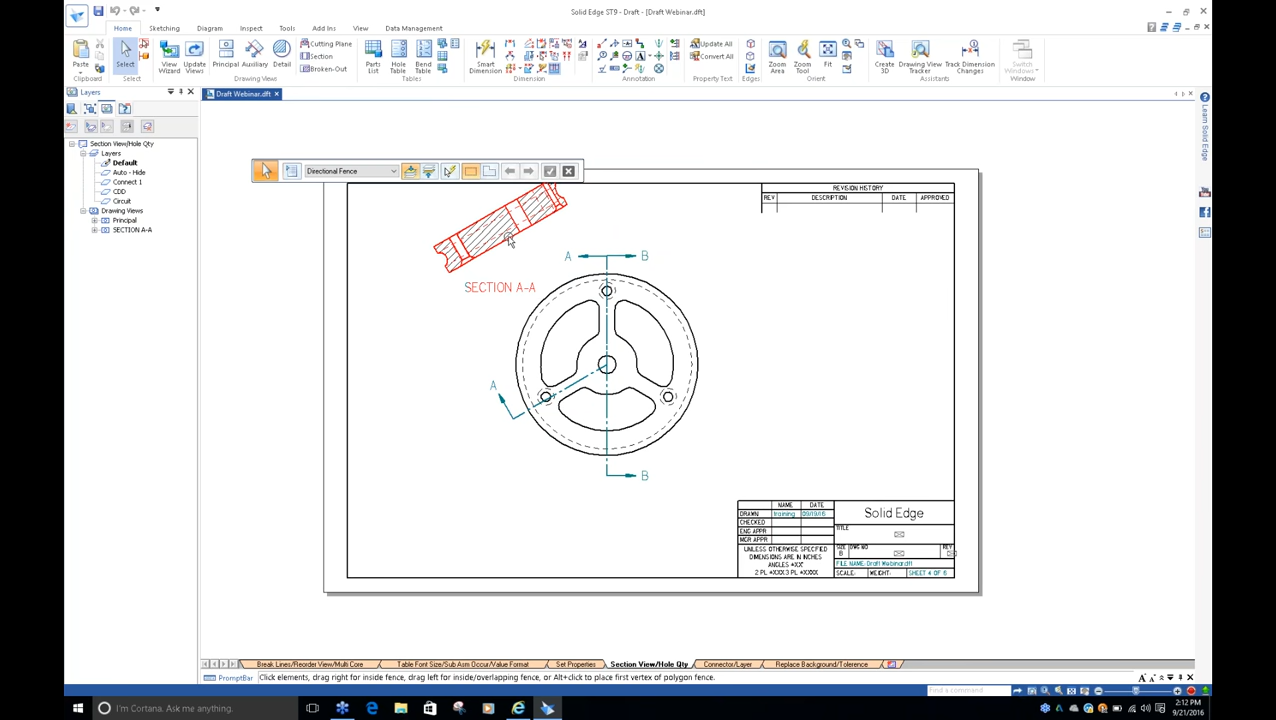 Solid Edge ST9 - Draft - [Draft Webinar.dft]
Home Sketching Diagram Inspect Tools Add Ins View Data Management
Paste
Clipboard
Select
Select
View Wizard
Update Views
Principal
Auxiliary
Detail
Cutting Plane
Section
Broken-Out
Drawing Views
Parts List
Hole Table
Bend Table
Tables
Smart Dimension
Dimension
Annotation
Update All
Convert All
Property Text
Edges
Zoom Area
Zoom Tool
Fit
Orient
Create 3D
Drawing View Tracker
Track Dimension Changes
Assistants
Switch Windows
Window
Layers
Draft Webinar.dft
Learn Solid Edge
Section View/Hole Qty
Layers
Default
Auto - Hide
Connect 1
CDD
Circuit
Drawing Views
Principal
SECTION A-A
Directional Fence
REVISION HISTORY
REV DESCRIPTION DATE APPROVED
SECTION A-A
A B
A
B
NAME DATE
DRAWN training 09/19/16
CHECKED
ENG APPR
MGR APPR
UNLESS OTHERWISE SPECIFIED
DIMENSIONS ARE IN INCHES
ANGLES ±X.X°
2 PL ±X.XX 3 PL ±X.XXX
Solid Edge
TITLE
SIZE DWG NO REV
B
FILE NAME: Draft Webinar.dft
SCALE: WEIGHT: SHEET 4 OF 6
Break Lines/Reorder View/Multi Core Table Font Size/Sub Asm Occur/Value Format Set Properties Section View/Hole Qty Connector/Layer Replace Background/Tolerence
PromptBar Click elements, drag right for inside fence, drag left for inside/overlapping fence, or Alt+click to place first vertex of polygon fence.
Find a command
I'm Cortana. Ask me anything.
2:12 PM
9/21/2016